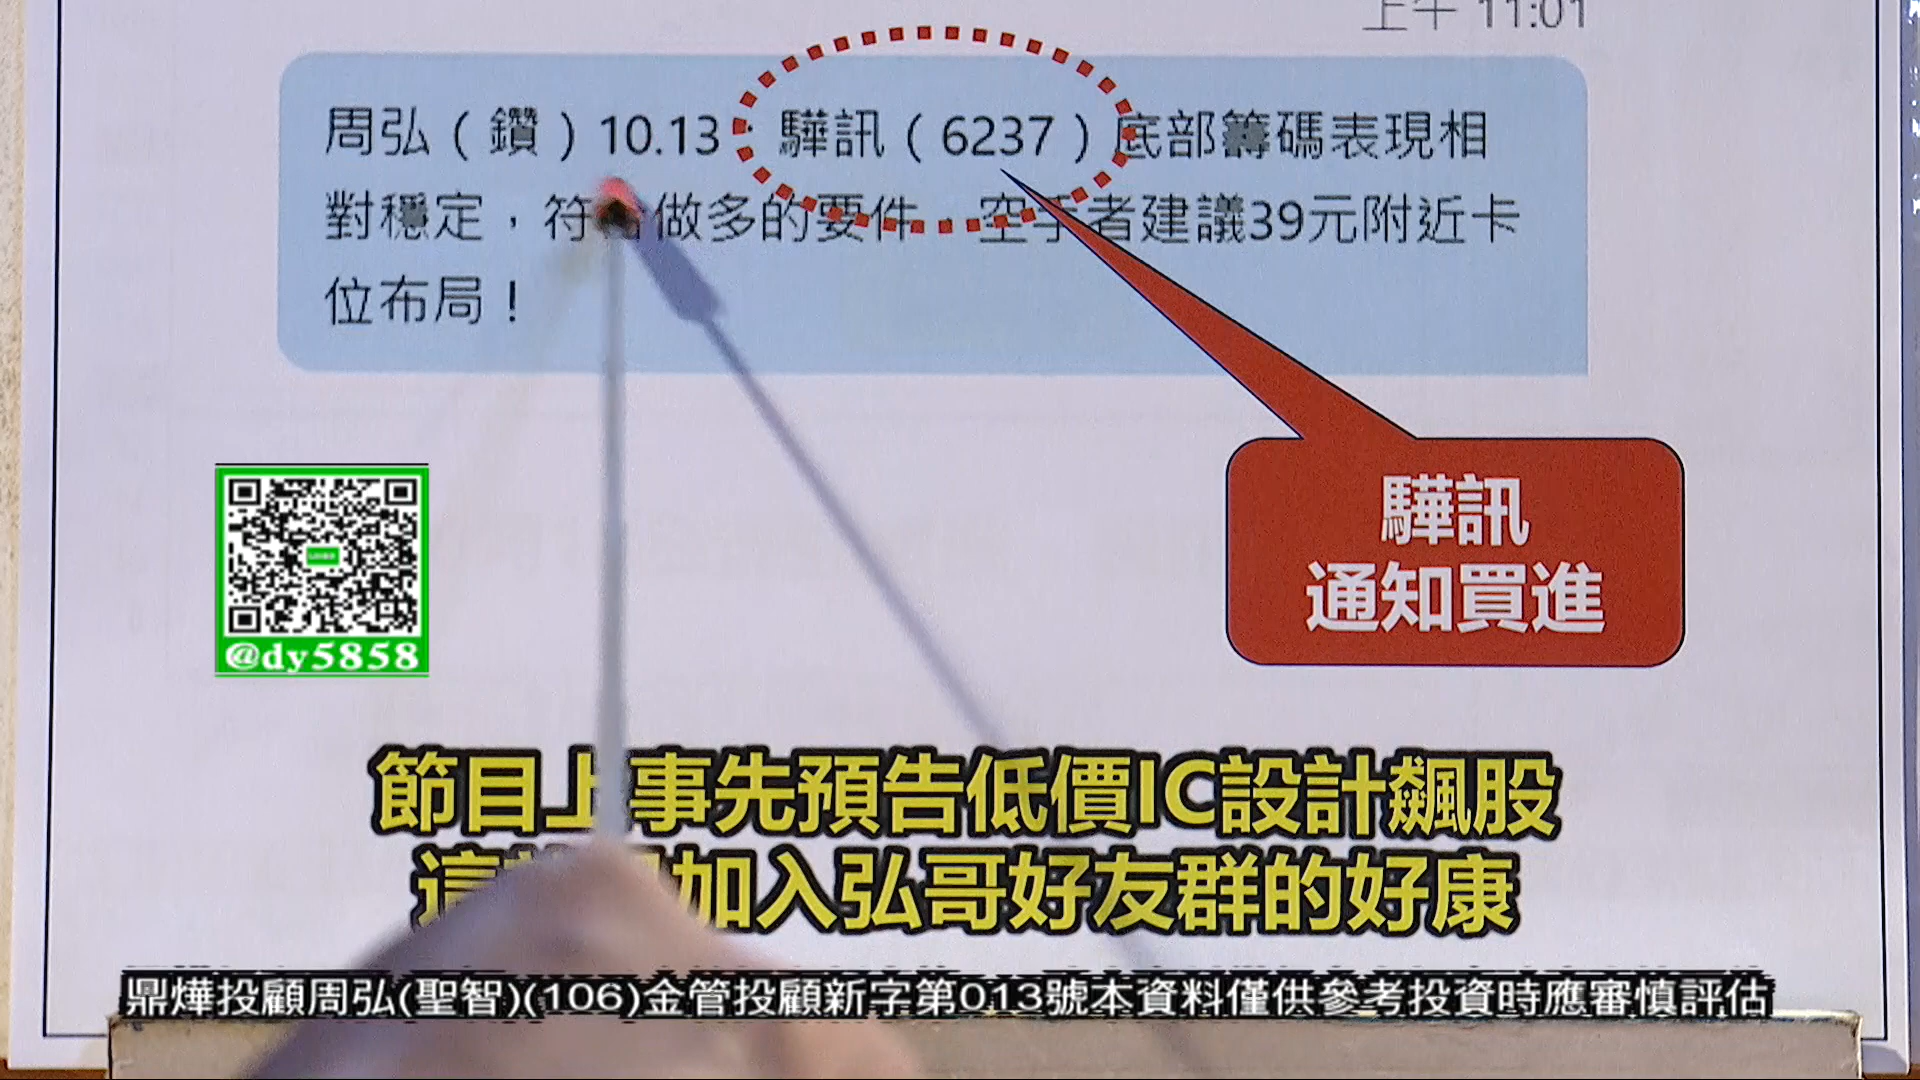 上午 11:01
周弘（鑽）10.13 驊訊（6237）底部籌碼表現相
對穩定，符合做多的要件，空手者建議39元附近卡
位布局！
驊訊
通知買進
@dy5858
節目上事先預告低價IC設計飆股
這 加入弘哥好友群的好康
鼎燁投顧周弘(聖智)(106)金管投顧新字第013號本資料僅供參考投資時應審慎評估